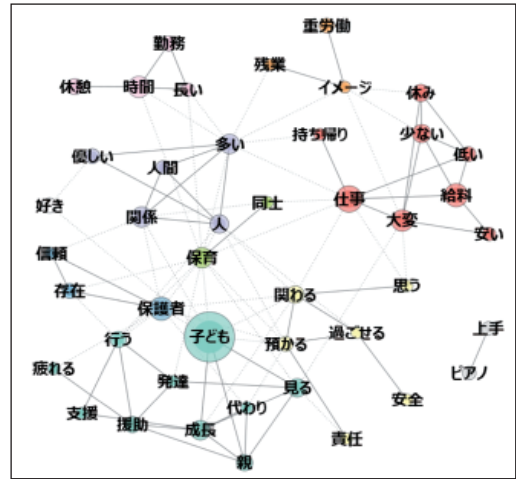 重労働
勤務
残業
休憩
時間
長い
イメージ
休み
多い
持ち帰り
少ない
優しい
人間
低い
好き
関係
人
同士
仕事
大変
給料
安い
信頼
保育
存在
保護者
関わる
思う
行う
子ども
預かる
過ごせる
上手
疲れる
発達
見る
ピアノ
支援
援助
成長
代わり
安全
親
責任